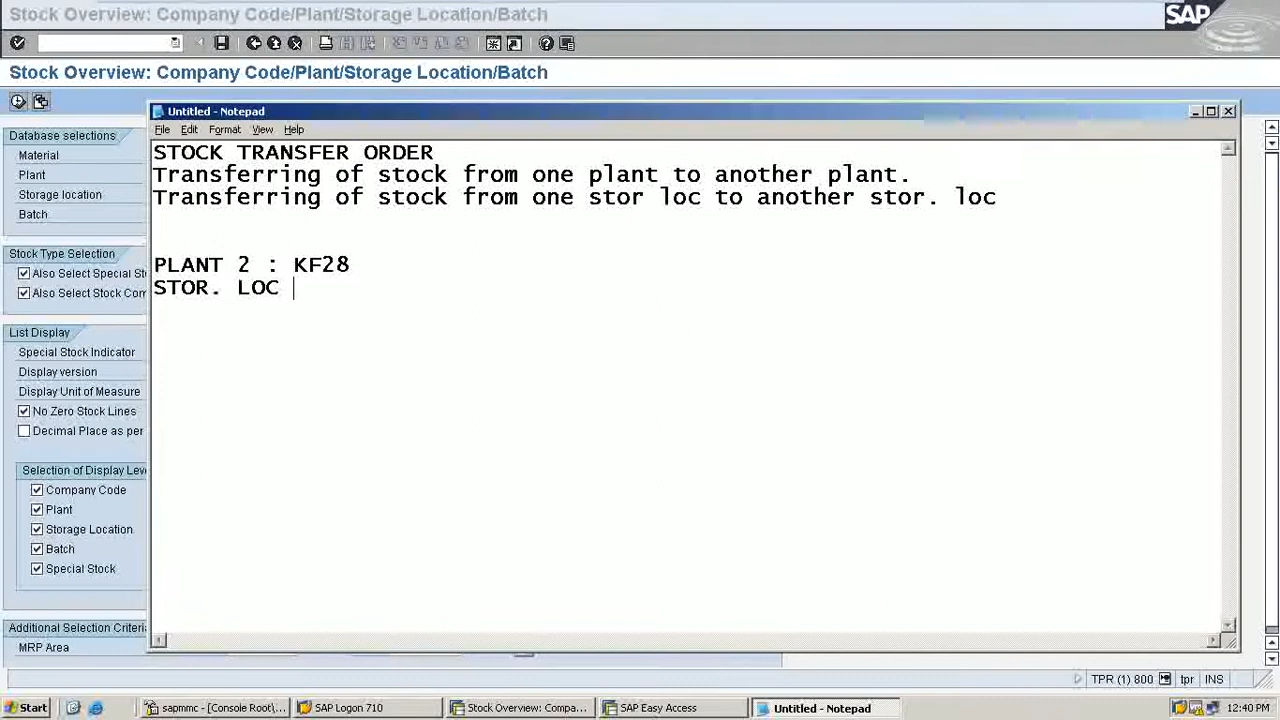 Stock Overview: Company Code/Plant/Storage Location/Batch
SAP
Stock Overview: Company Code/Plant/Storage Location/Batch
Untitled - Notepad
File Edit Format View Help
Database selections
Material
Plant
Storage location
Batch
Stock Type Selection
Also Select Special St
Also Select Stock Com
List Display
Special Stock Indicator
Display version
Display Unit of Measure
No Zero Stock Lines
Decimal Place as per
Selection of Display Leve
Company Code
Plant
Storage Location
Batch
Special Stock
Additional Selection Criteri
MRP Area
STOCK TRANSFER ORDER
Transferring of stock from one plant to another plant.
Transferring of stock from one stor loc to another stor. loc
PLANT 2 : KF28
STOR. LOC
TPR (1) 800 tpr INS
Start sapmmc - [Console Root\... SAP Logon 710 Stock Overview: Compa... SAP Easy Access Untitled - Notepad 12:40 PM